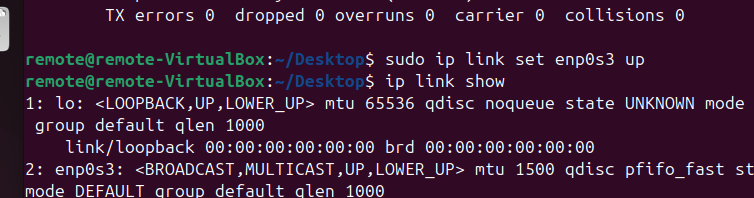 TX errors 0  dropped 0 overruns 0  carrier 0  collisions 0
remote@remote-VirtualBox:~/Desktop$ sudo ip link set enp0s3 up
remote@remote-VirtualBox:~/Desktop$ ip link show
1: lo: <LOOPBACK,UP,LOWER_UP> mtu 65536 qdisc noqueue state UNKNOWN mode
group default qlen 1000
link/loopback 00:00:00:00:00:00 brd 00:00:00:00:00:00
2: enp0s3: <BROADCAST,MULTICAST,UP,LOWER_UP> mtu 1500 qdisc pfifo_fast st
mode DEFAULT group default qlen 1000